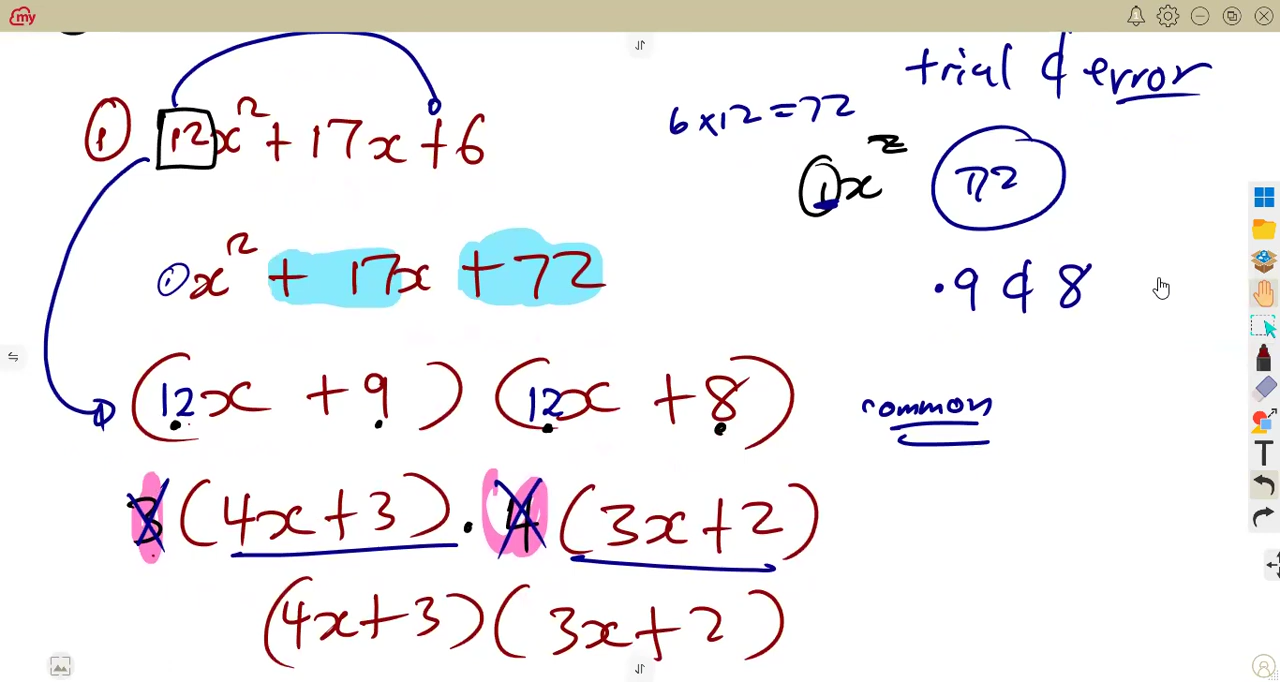 my
trial & error
① 12x² + 17x + 6
6 x 12 = 72
1x² 72
1x² + 17x + 72
• 9 & 8
(12x + 9) (12x + 8)
common
3 (4x + 3) . 4 (3x + 2)
(4x + 3) (3x + 2)
T